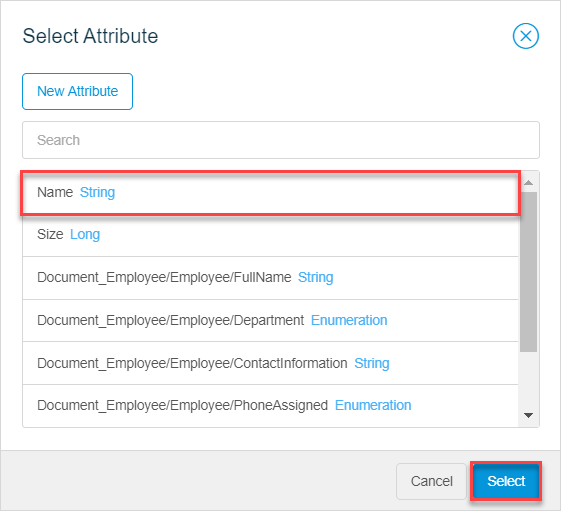 Select Attribute
New Attribute
Search
Name String
Size Long
Document_Employee/Employee/FullName String
Document_Employee/Employee/Department Enumeration
Document_Employee/Employee/ContactInformation String
Document_Employee/Employee/PhoneAssigned Enumeration
Cancel Select